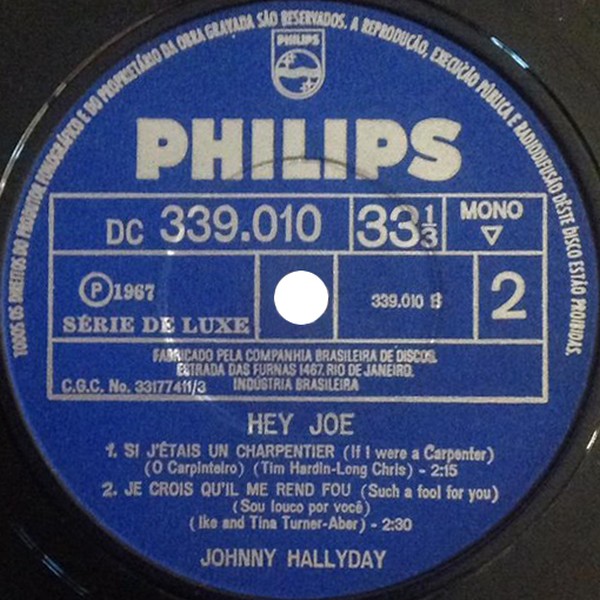 TODOS OS DIREITOS DO PRODUTOR FONOGRÁFICO E DO PROPRIETÁRIO DA OBRA GRAVADA SÃO RESERVADOS. A REPRODUÇÃO, EXECUÇÃO PÚBLICA E RADIODIFUSÃO DÊSTE DISCO ESTÃO PROIBIDAS.
PHILIPS
PHILIPS
DC 339.010 33 1/3 MONO
▽
Ⓟ 1967
SÉRIE DE LUXE
339.010 B
2
FABRICADO PELA COMPANHIA BRASILEIRA DE DISCOS.
ESTRADA DAS FURNAS 1467. RIO DE JANEIRO.
C.G.C. No. 33177411/3 INDÚSTRIA BRASILEIRA
HEY JOE
1. SI J'ÉTAIS UN CHARPENTIER (If I were a Carpenter)
(O Carpinteiro) (Tim Hardin-Long Chris) - 2:15
2. JE CROIS QU'IL ME REND FOU (Such a fool for you)
(Sou louco por você)
(Ike and Tina Turner-Aber) - 2:30
JOHNNY HALLYDAY